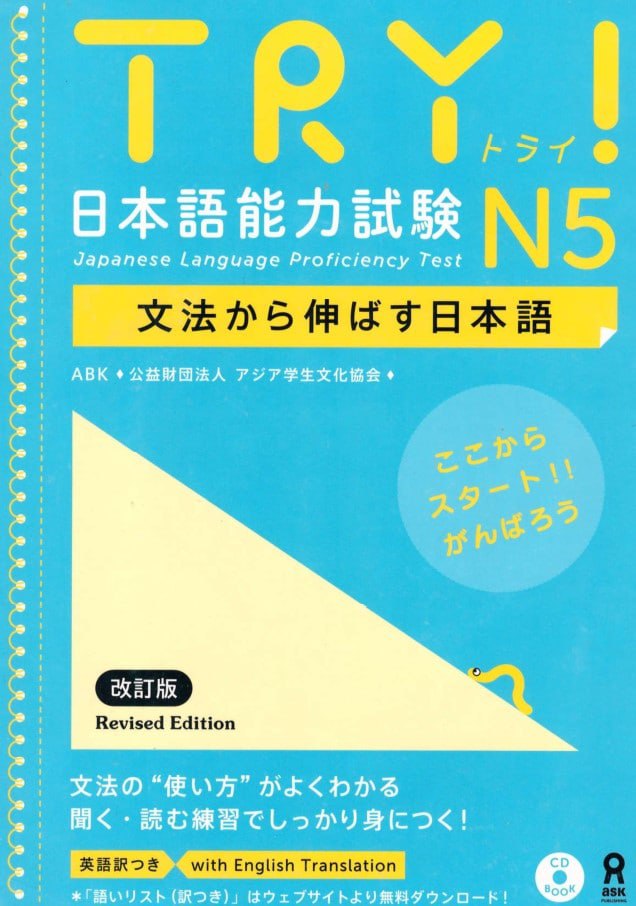 TRY!
トライ
日本語能力試験 N5
Japanese Language Proficiency Test
文法から伸ばす日本語
ABK ♦ 公益財団法人 アジア学生文化協会 ♦
ここから
スタート!!
がんばろう
改訂版
Revised Edition
文法の“使い方”がよくわかる
聞く・読む練習でしっかり身につく!
英語訳つき with English Translation
CD
BOOK
ask
PUBLISHING
*「語いリスト(訳つき)」はウェブサイトより無料ダウンロード!